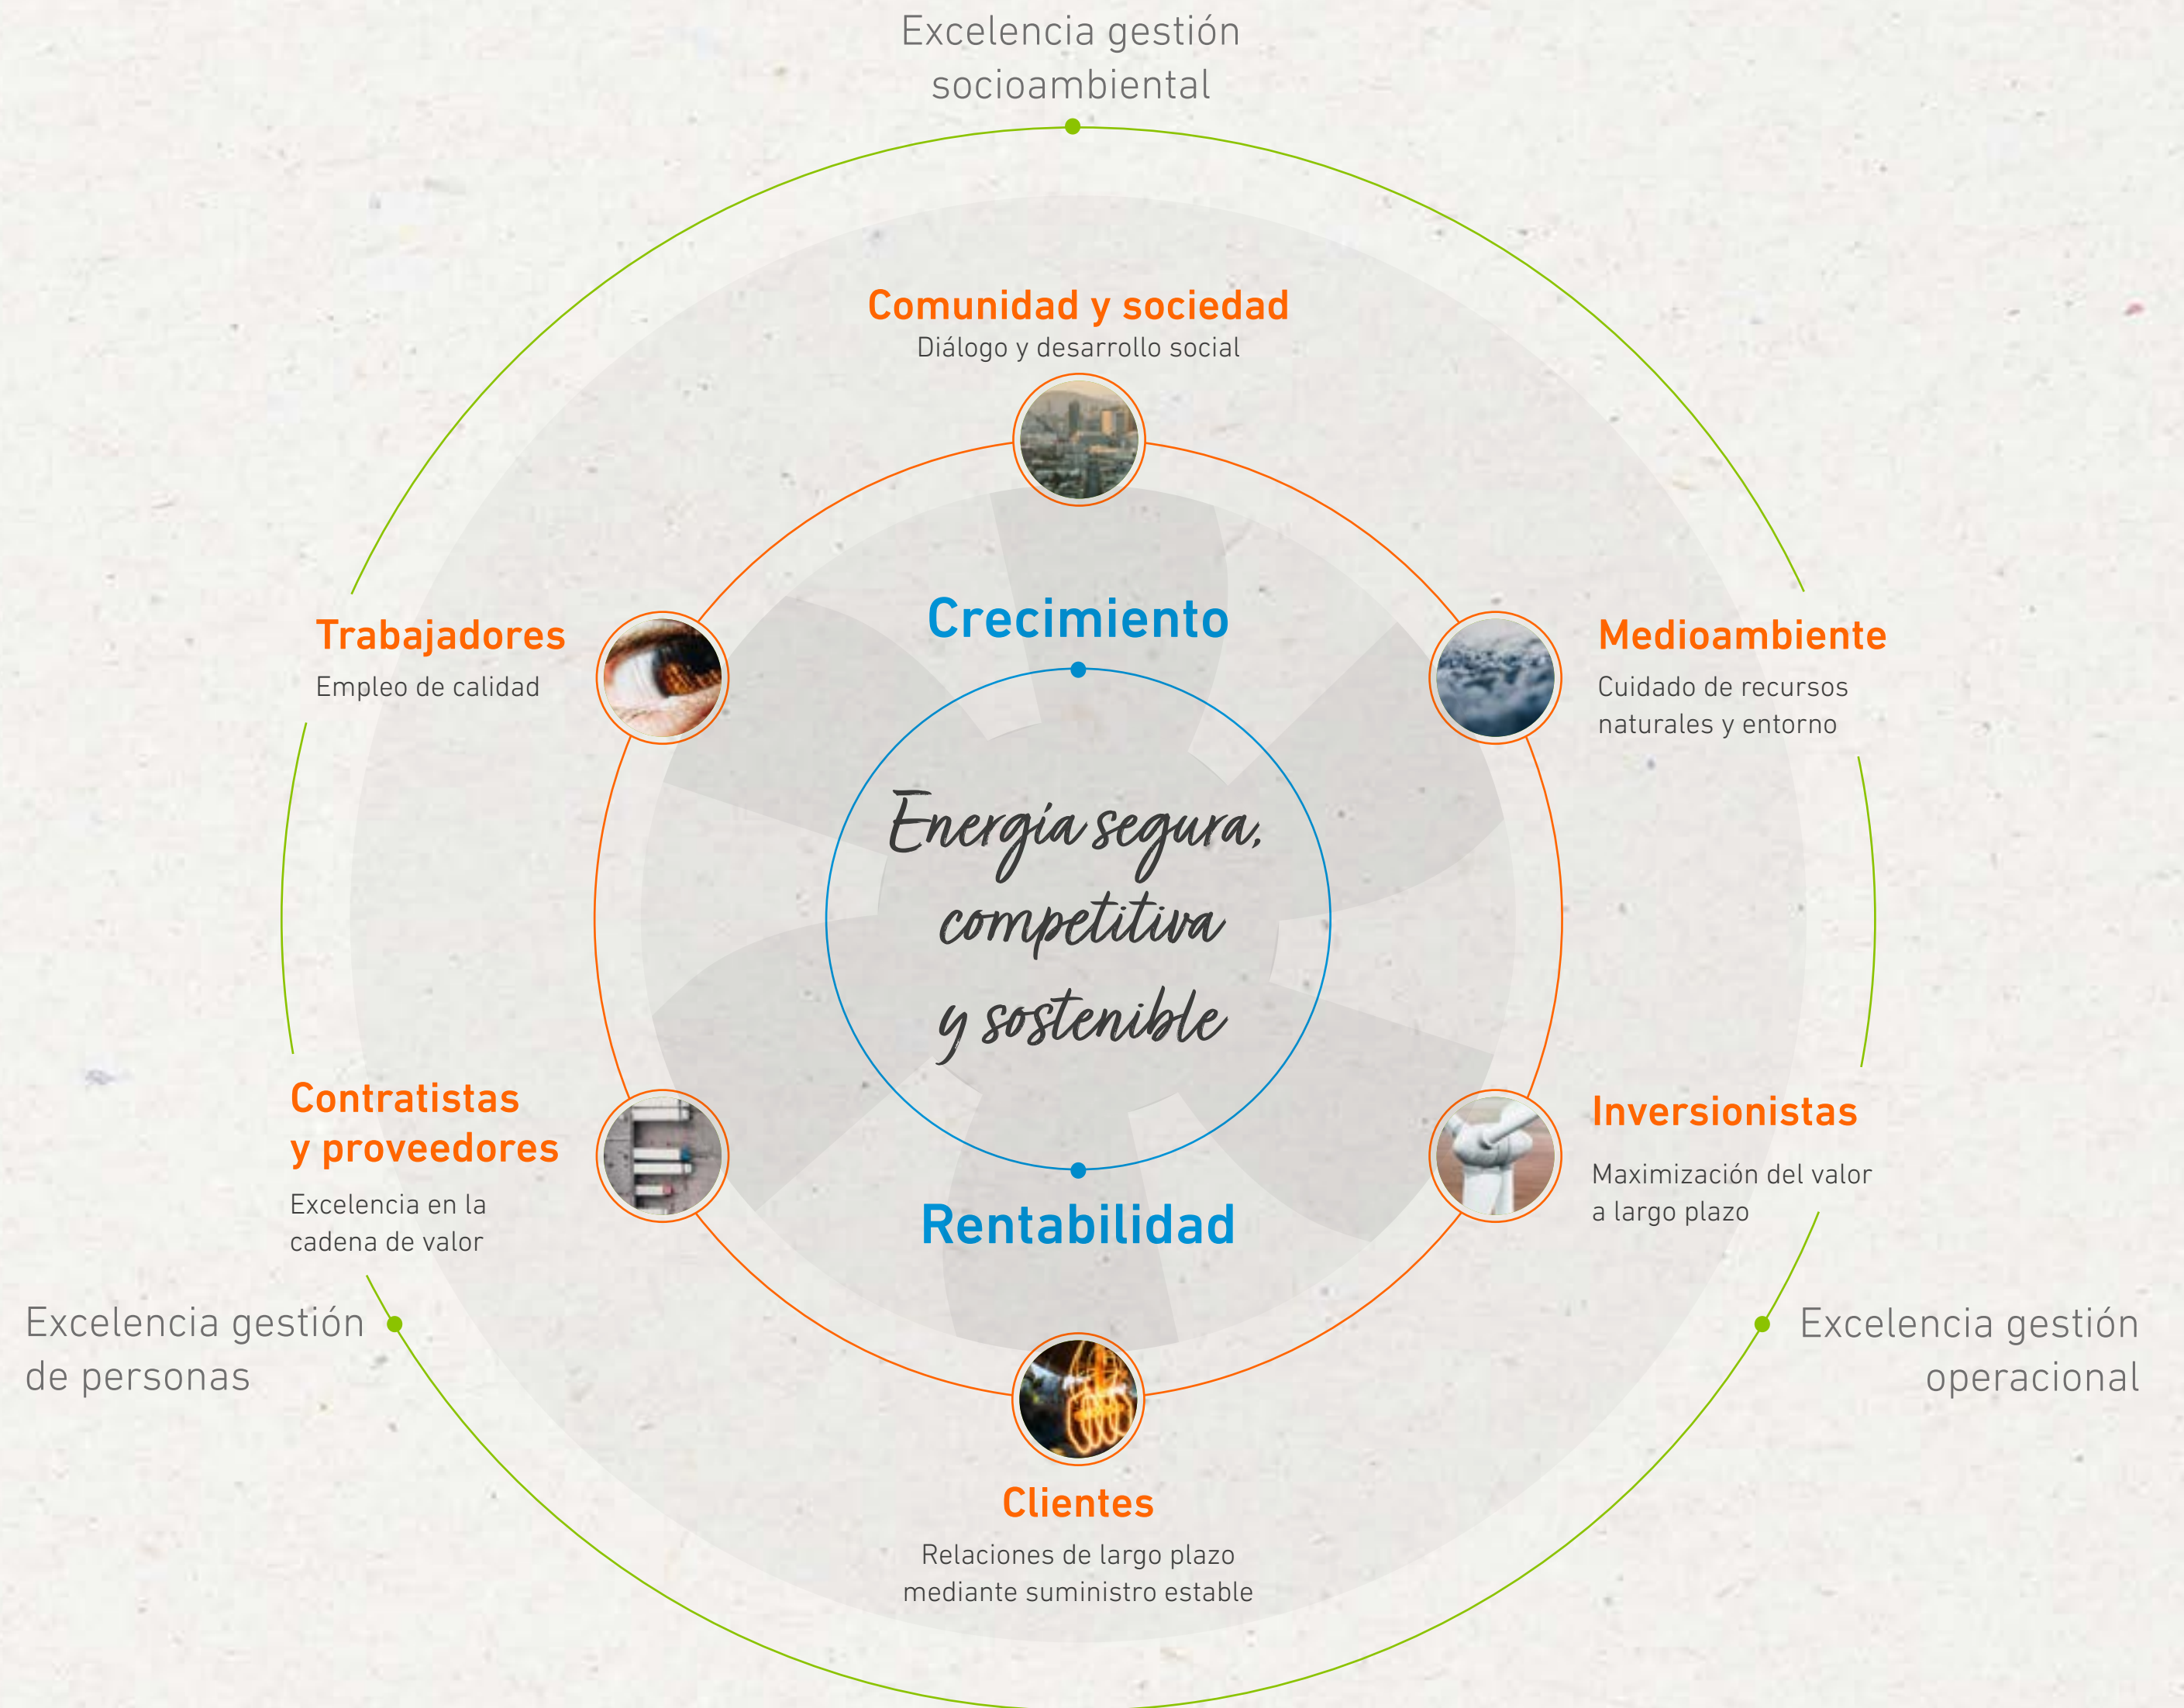 Excelencia gestión
socioambiental
Comunidad y sociedad
Diálogo y desarrollo social
Trabajadores
Empleo de calidad
Crecimiento
Medioambiente
Cuidado de recursos
naturales y entorno
Energía segura,
competitiva
y sostenible
Contratistas
y proveedores
Excelencia en la
cadena de valor
Inversionistas
Maximización del valor
a largo plazo
Rentabilidad
Excelencia gestión
de personas
Excelencia gestión
operacional
Clientes
Relaciones de largo plazo
mediante suministro estable